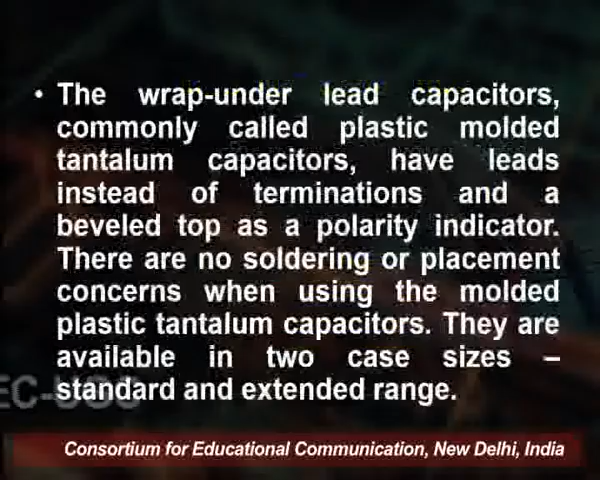 • The wrap-under lead capacitors,
commonly called plastic molded
tantalum capacitors, have leads
instead of terminations and a
beveled top as a polarity indicator.
There are no soldering or placement
concerns when using the molded
plastic tantalum capacitors. They are
available in two case sizes –
standard and extended range.
Consortium for Educational Communication, New Delhi, India